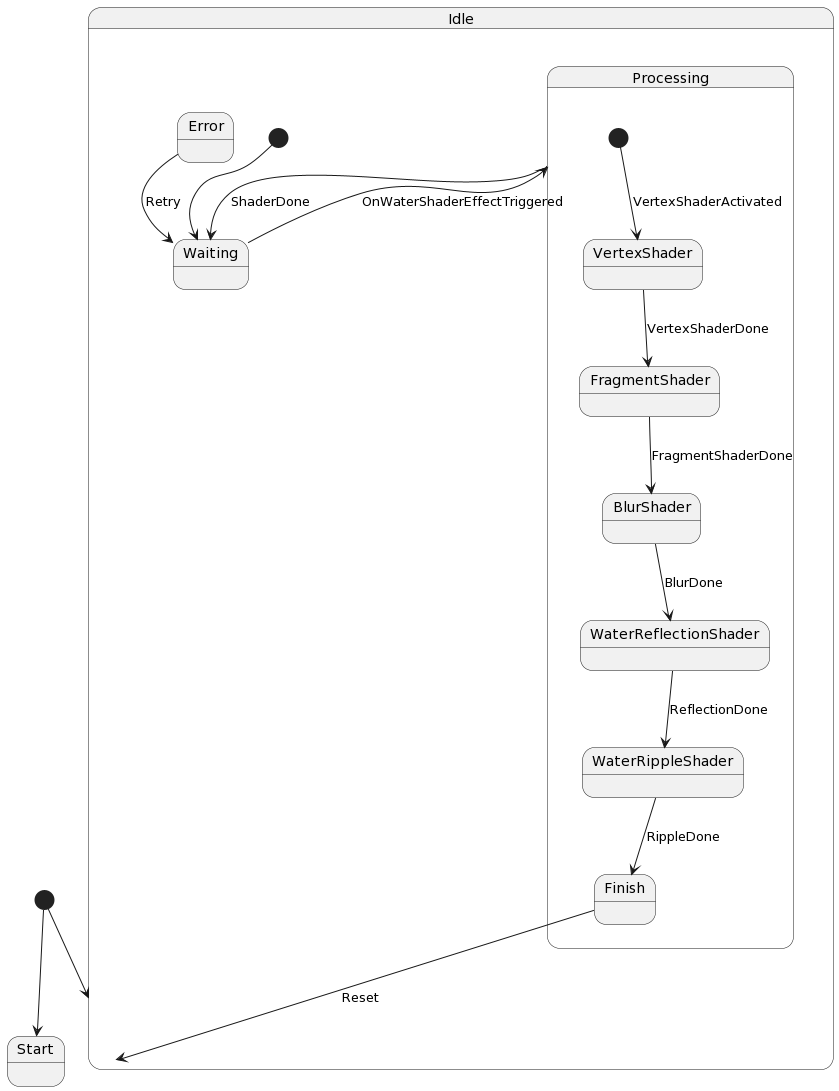 Idle
Processing
Error
Retry
ShaderDone
OnWaterShaderEffectTriggered
VertexShaderActivated
Waiting
VertexShader
VertexShaderDone
FragmentShader
FragmentShaderDone
BlurShader
BlurDone
WaterReflectionShader
ReflectionDone
WaterRippleShader
RippleDone
Finish
Reset
Start